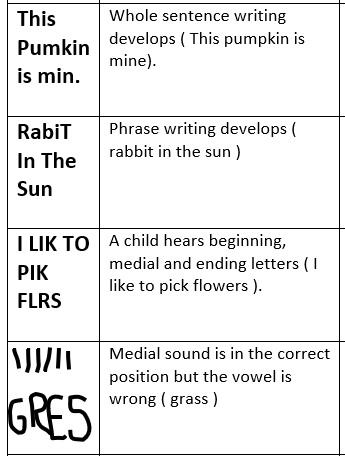 This
Pumkin
is min.
Whole sentence writing
develops ( This pumpkin is
mine).
RabiT
In The
Sun
Phrase writing develops (
rabbit in the sun )
I LIK TO
PIK
FLRS
A child hears beginning,
medial and ending letters ( I
like to pick flowers ).
GRES
Medial sound is in the correct
position but the vowel is
wrong ( grass )